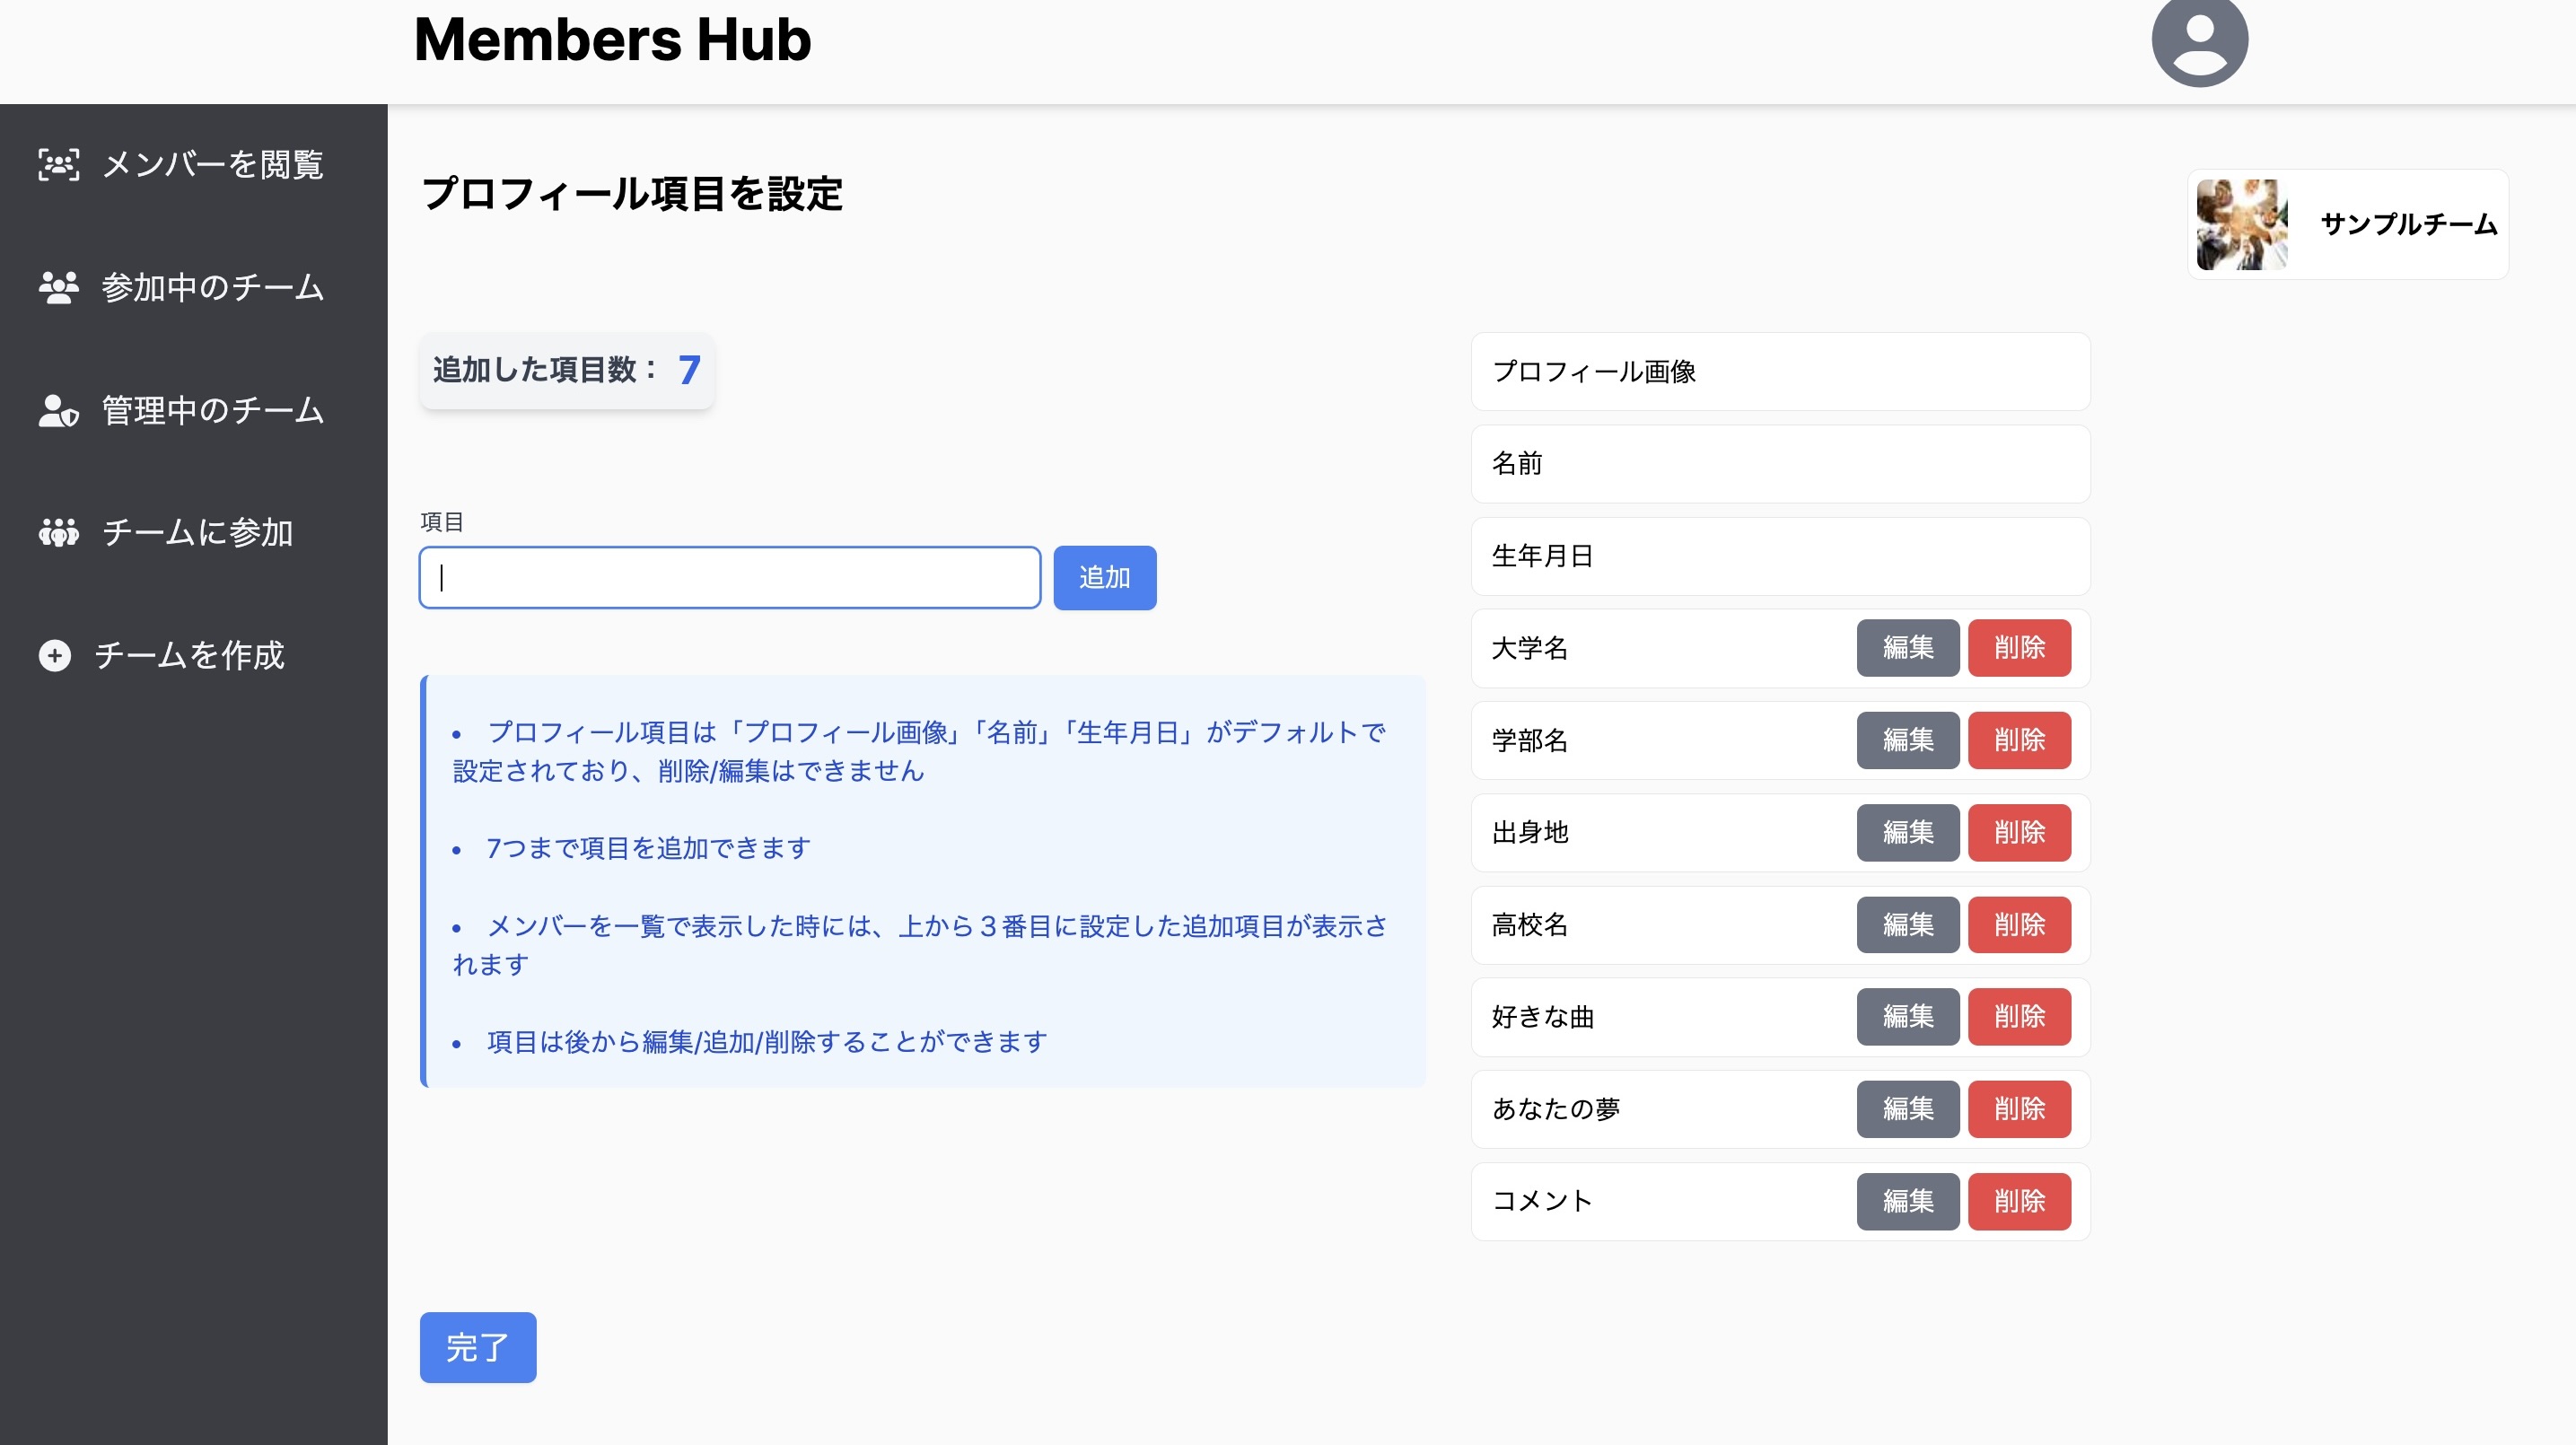 Members Hub
メンバーを閲覧
参加中のチーム
管理中のチーム
チームに参加
チームを作成
プロフィール項目を設定
サンプルチーム
追加した項目数： 7
項目
追加
• プロフィール項目は「プロフィール画像」「名前」「生年月日」がデフォルトで
設定されており、削除/編集はできません
• 7つまで項目を追加できます
• メンバーを一覧で表示した時には、上から３番目に設定した追加項目が表示さ
れます
• 項目は後から編集/追加/削除することができます
完了
プロフィール画像
名前
生年月日
大学名 編集 削除
学部名 編集 削除
出身地 編集 削除
高校名 編集 削除
好きな曲 編集 削除
あなたの夢 編集 削除
コメント 編集 削除